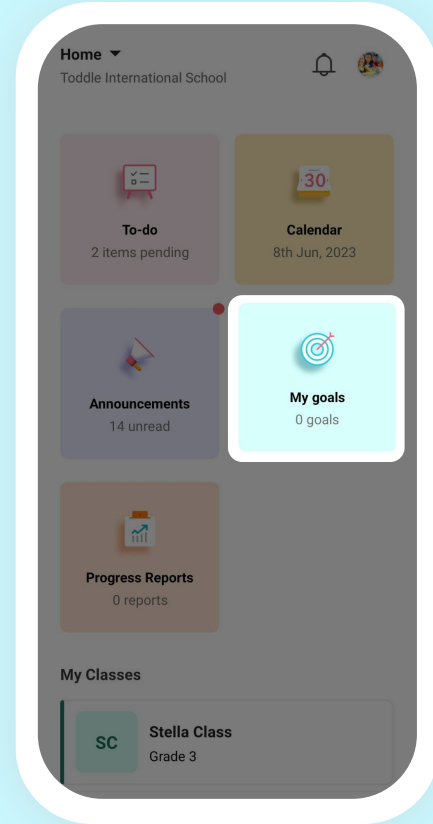 Home
Toddle International School
30
To-do
2 items pending
Calendar
8th Jun, 2023
Announcements
14 unread
My goals
0 goals
Progress Reports
0 reports
My Classes
SC
Stella Class
Grade 3